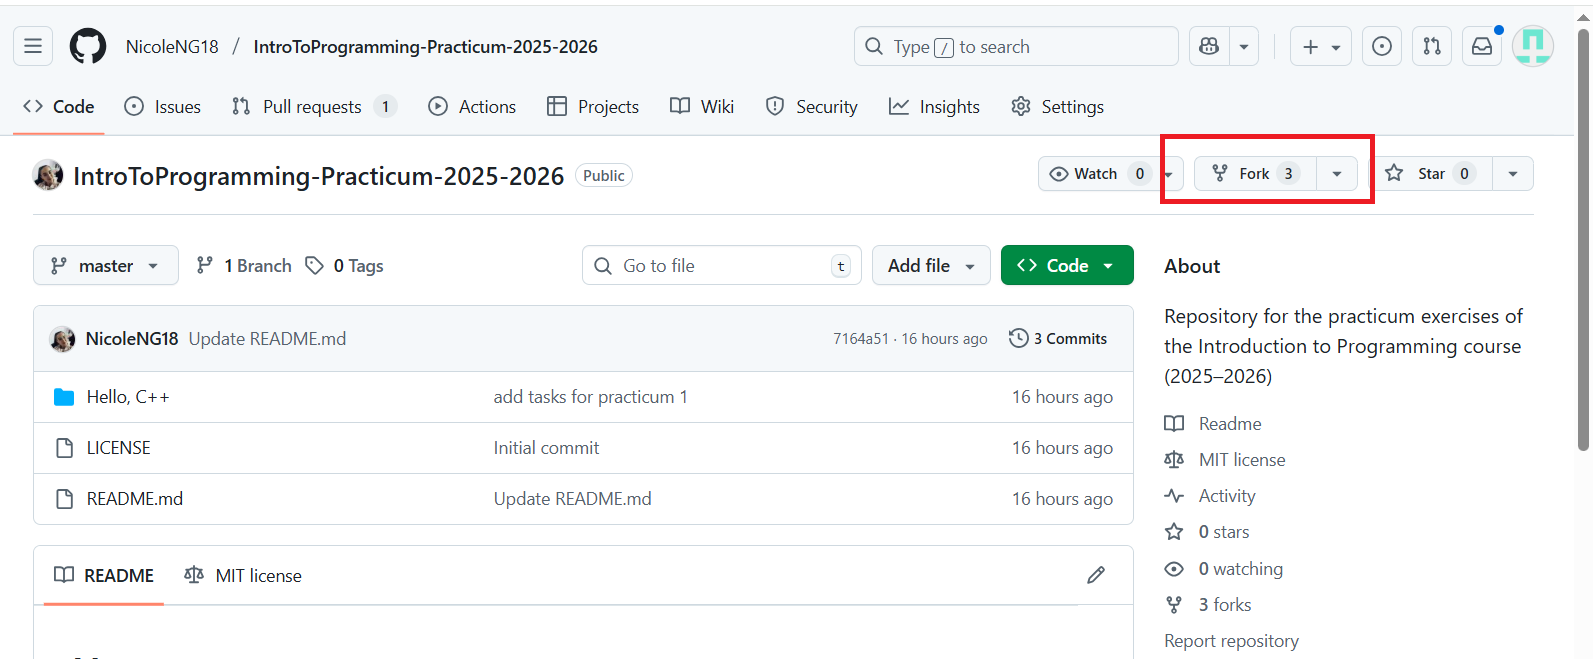 NicoleNG18 / IntroToProgramming-Practicum-2025-2026
Type / to search
Code Issues Pull requests 1 Actions Projects Wiki Security Insights Settings
IntroToProgramming-Practicum-2025-2026 Public
Watch 0 Fork 3 Star 0
master 1 Branch 0 Tags Go to file t Add file Code
NicoleNG18 Update README.md 7164a51 · 16 hours ago 3 Commits
Hello, C++ add tasks for practicum 1 16 hours ago
LICENSE Initial commit 16 hours ago
README.md Update README.md 16 hours ago
README MIT license
About
Repository for the practicum exercises of
the Introduction to Programming course
(2025–2026)
Readme
MIT license
Activity
0 stars
0 watching
3 forks
Report repository